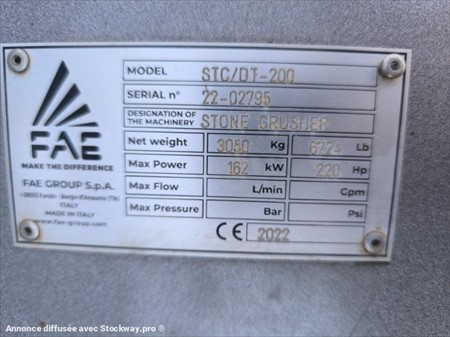 FAE
MAKE THE DIFFERENCE
FAE GROUP S.p.A.
ITALY
MADE IN ITALY
www.fae-group.com
MODEL STC/DT-200
SERIAL n° 22-02795
DESIGNATION OF
THE MACHINERY STONE CRUSHER
Net weight 3050 Kg 6724 Lb
Max Power 162 kW 220 Hp
Max Flow L/min Gpm
Max Pressure Bar Psi
CE 2022
Annonce diffusée avec Stockway.pro ®